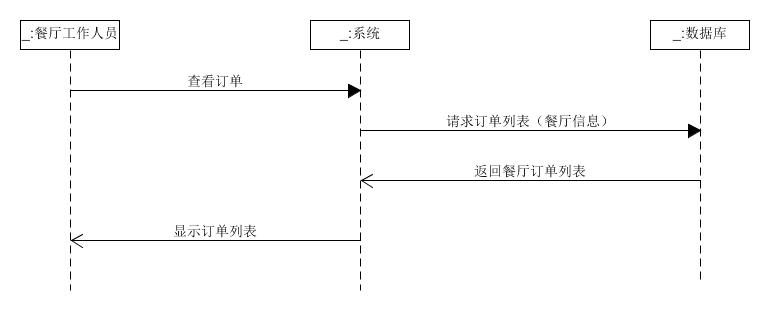 _:餐厅工作人员
_:系统
_:数据库
查看订单
请求订单列表（餐厅信息）
返回餐厅订单列表
显示订单列表